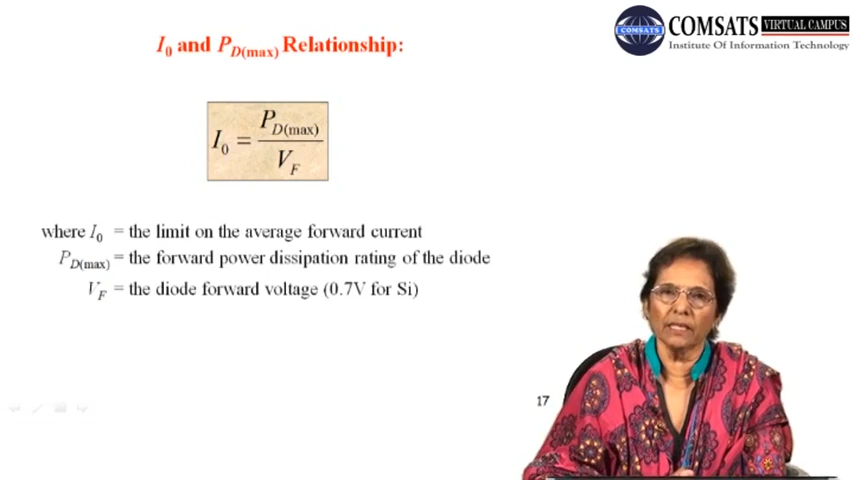 I0 and PD(max) Relationship:
COMSATS VIRTUAL CAMPUS
COMSATS
Institute Of Information Technology
I0 = PD(max) / VF
where I0 = the limit on the average forward current
PD(max) = the forward power dissipation rating of the diode
VF = the diode forward voltage (0.7V for Si)
17